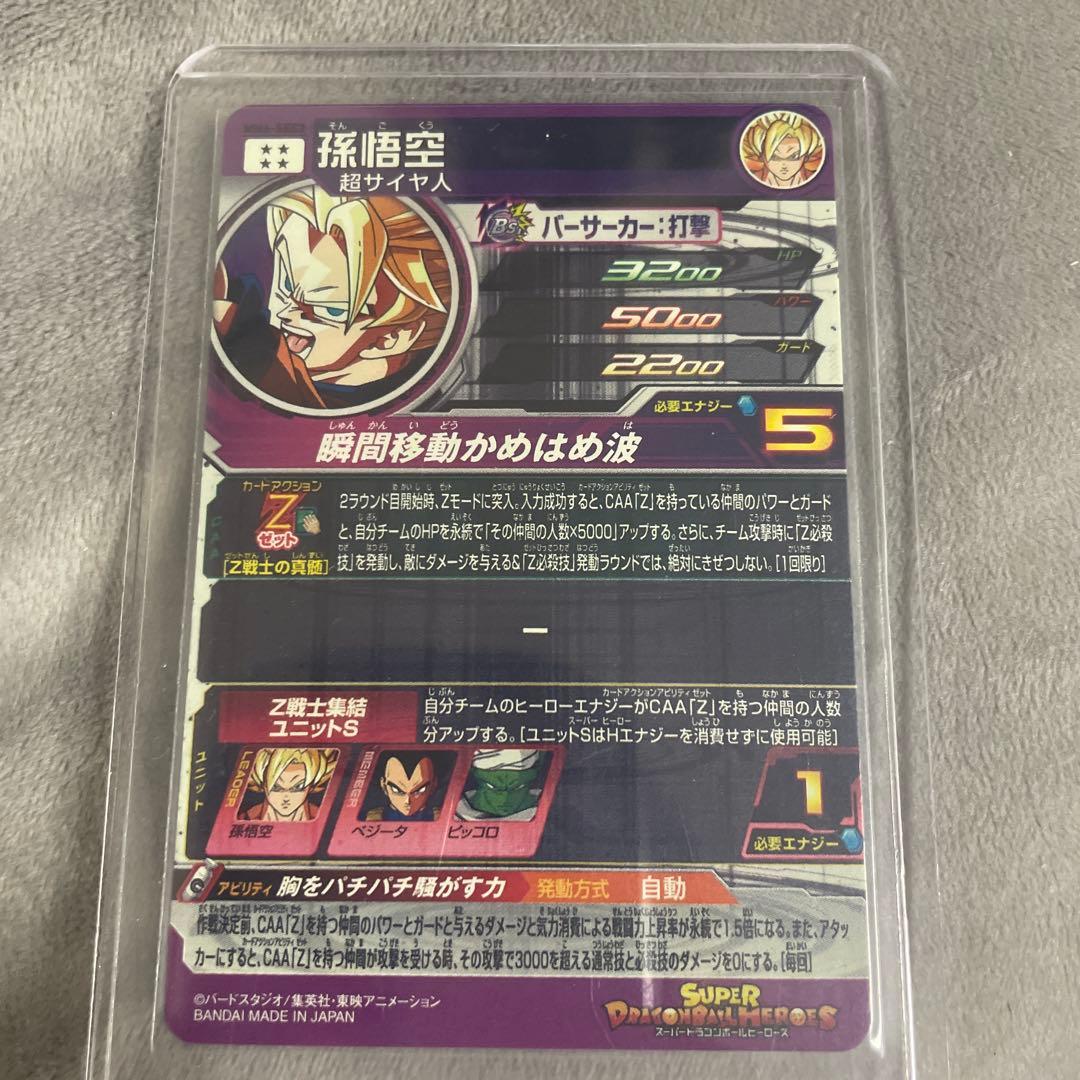 孫悟空
超サイヤ人
BS バーサーカー:打撃
HP
3200
パワー
5000
ガード
2200
必要エナジー 5
瞬間移動かめはめ波
カードアクション
Z
ゼット
[Z戦士の真髄]
2ラウンド目開始時、Zモードに突入。入力成功すると、CAA「Z」を持っている仲間のパワーとガード
と、自分チームのHPを永続で「その仲間の人数×5000」アップする。さらに、チーム攻撃時に「Z必殺
技」を発動し、敵にダメージを与える&「Z必殺技」発動ラウンドでは、絶対にきぜつしない。[1回限り]
ー
ユニット
Z戦士集結
ユニットS
自分チームのヒーローエナジーがCAA「Z」を持つ仲間の人数
分アップする。[ユニットSはHエナジーを消費せずに使用可能]
LEADER
孫悟空
MEMBER
ベジータ
ピッコロ
1
必要エナジー
アビリティ 胸をパチパチ騒がす力 発動方式 自動
作戦決定前、CAA「Z」を持つ仲間のパワーとガードと与えるダメージと気力消費による戦闘力上昇率が永続で1.5倍になる。また、アタッ
カーにすると、CAA「Z」を持つ仲間が攻撃を受ける時、その攻撃で3000を超える通常技と必殺技のダメージを0にする。[毎回]
©バードスタジオ/集英社・東映アニメーション
BANDAI MADE IN JAPAN
SUPER
DRAGONBALL HEROES
スーパードラゴンボールヒーローズ